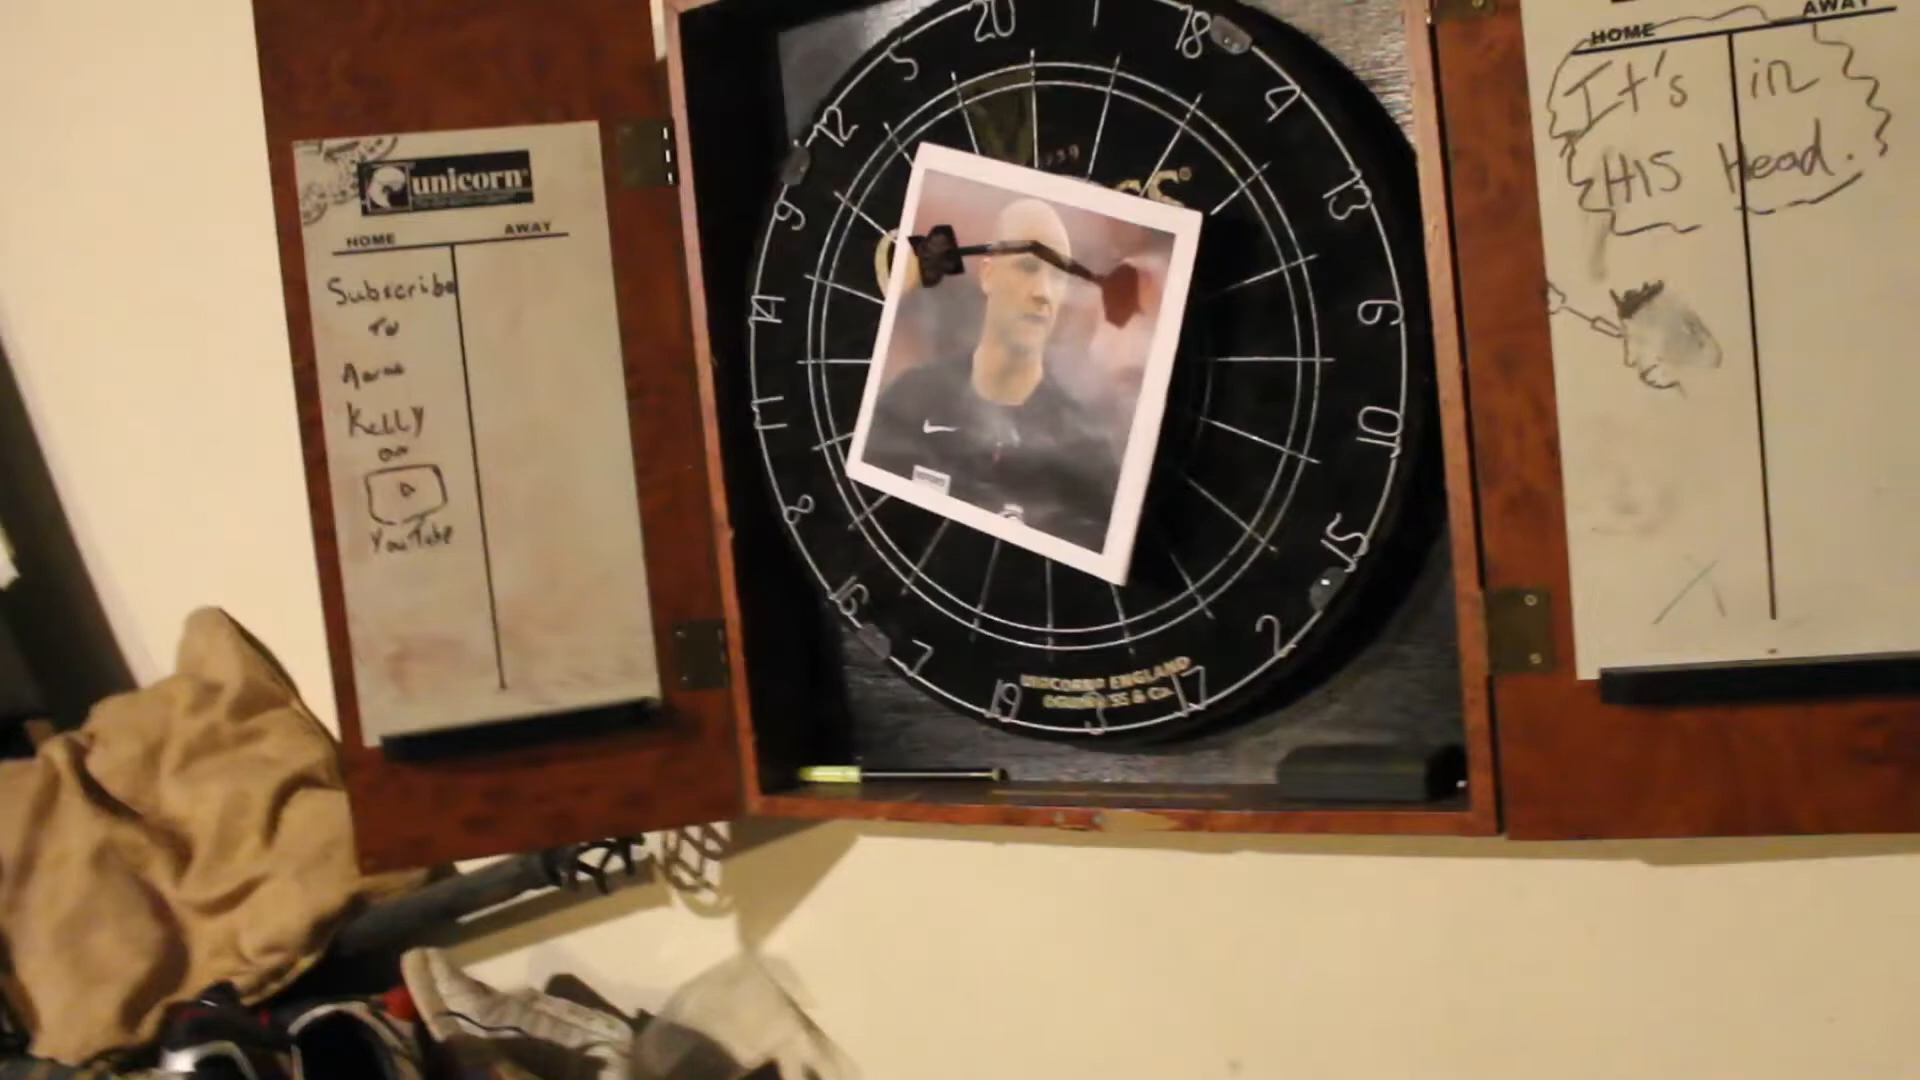 unicorn
HOME AWAY
Subscribe
To
Aaron
Kelly
on
YouTube
20 1 18 4 13 6 10 15 2 17 3 19 7 16 8 11 14 9 12 5
UNICORN ENGLAND
HOME AWAY
It's in
HIS Head.